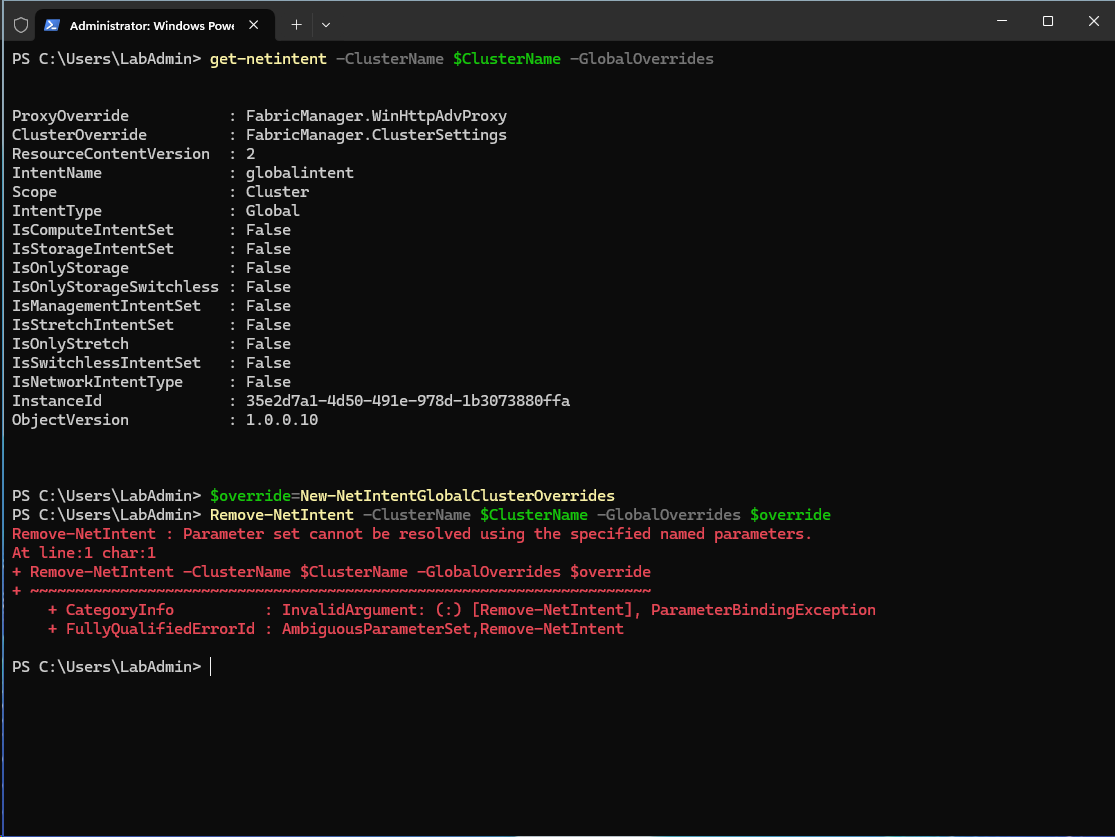 Administrator: Windows Powe
PS C:\Users\LabAdmin> get-netintent -ClusterName $ClusterName -GlobalOverrides
ProxyOverride : FabricManager.WinHttpAdvProxy
ClusterOverride : FabricManager.ClusterSettings
ResourceContentVersion : 2
IntentName : globalintent
Scope : Cluster
IntentType : Global
IsComputeIntentSet : False
IsStorageIntentSet : False
IsOnlyStorage : False
IsOnlyStorageSwitchless : False
IsManagementIntentSet : False
IsStretchIntentSet : False
IsOnlyStretch : False
IsSwitchlessIntentSet : False
IsNetworkIntentType : False
InstanceId : 35e2d7a1-4d50-491e-978d-1b3073880ffa
ObjectVersion : 1.0.0.10
PS C:\Users\LabAdmin> $override=New-NetIntentGlobalClusterOverrides
PS C:\Users\LabAdmin> Remove-NetIntent -ClusterName $ClusterName -GlobalOverrides $override
Remove-NetIntent : Parameter set cannot be resolved using the specified named parameters.
At line:1 char:1
+ Remove-NetIntent -ClusterName $ClusterName -GlobalOverrides $override
+ ~~~~~~~~~~~~~~~~~~~~~~~~~~~~~~~~~~~~~~~~~~~~~~~~~~~~~~~~~~~~~~~~~~~~~
+ CategoryInfo : InvalidArgument: (:) [Remove-NetIntent], ParameterBindingException
+ FullyQualifiedErrorId : AmbiguousParameterSet,Remove-NetIntent
PS C:\Users\LabAdmin>